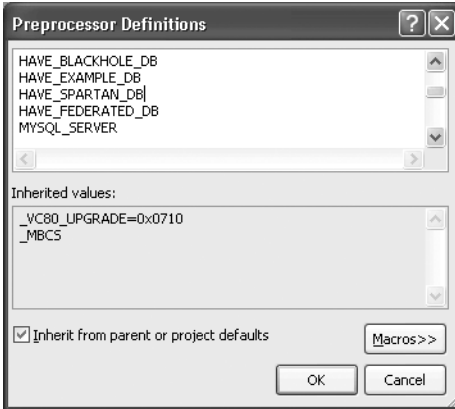 Preprocessor Definitions
HAVE_BLACKHOLE_DB
HAVE_EXAMPLE_DB
HAVE_SPARTAN_DB
HAVE_FEDERATED_DB
MYSQL_SERVER
Inherited values:
_VC80_UPGRADE=0x0710
_MBCS
Inherit from parent or project defaults
Macros>>
OK
Cancel